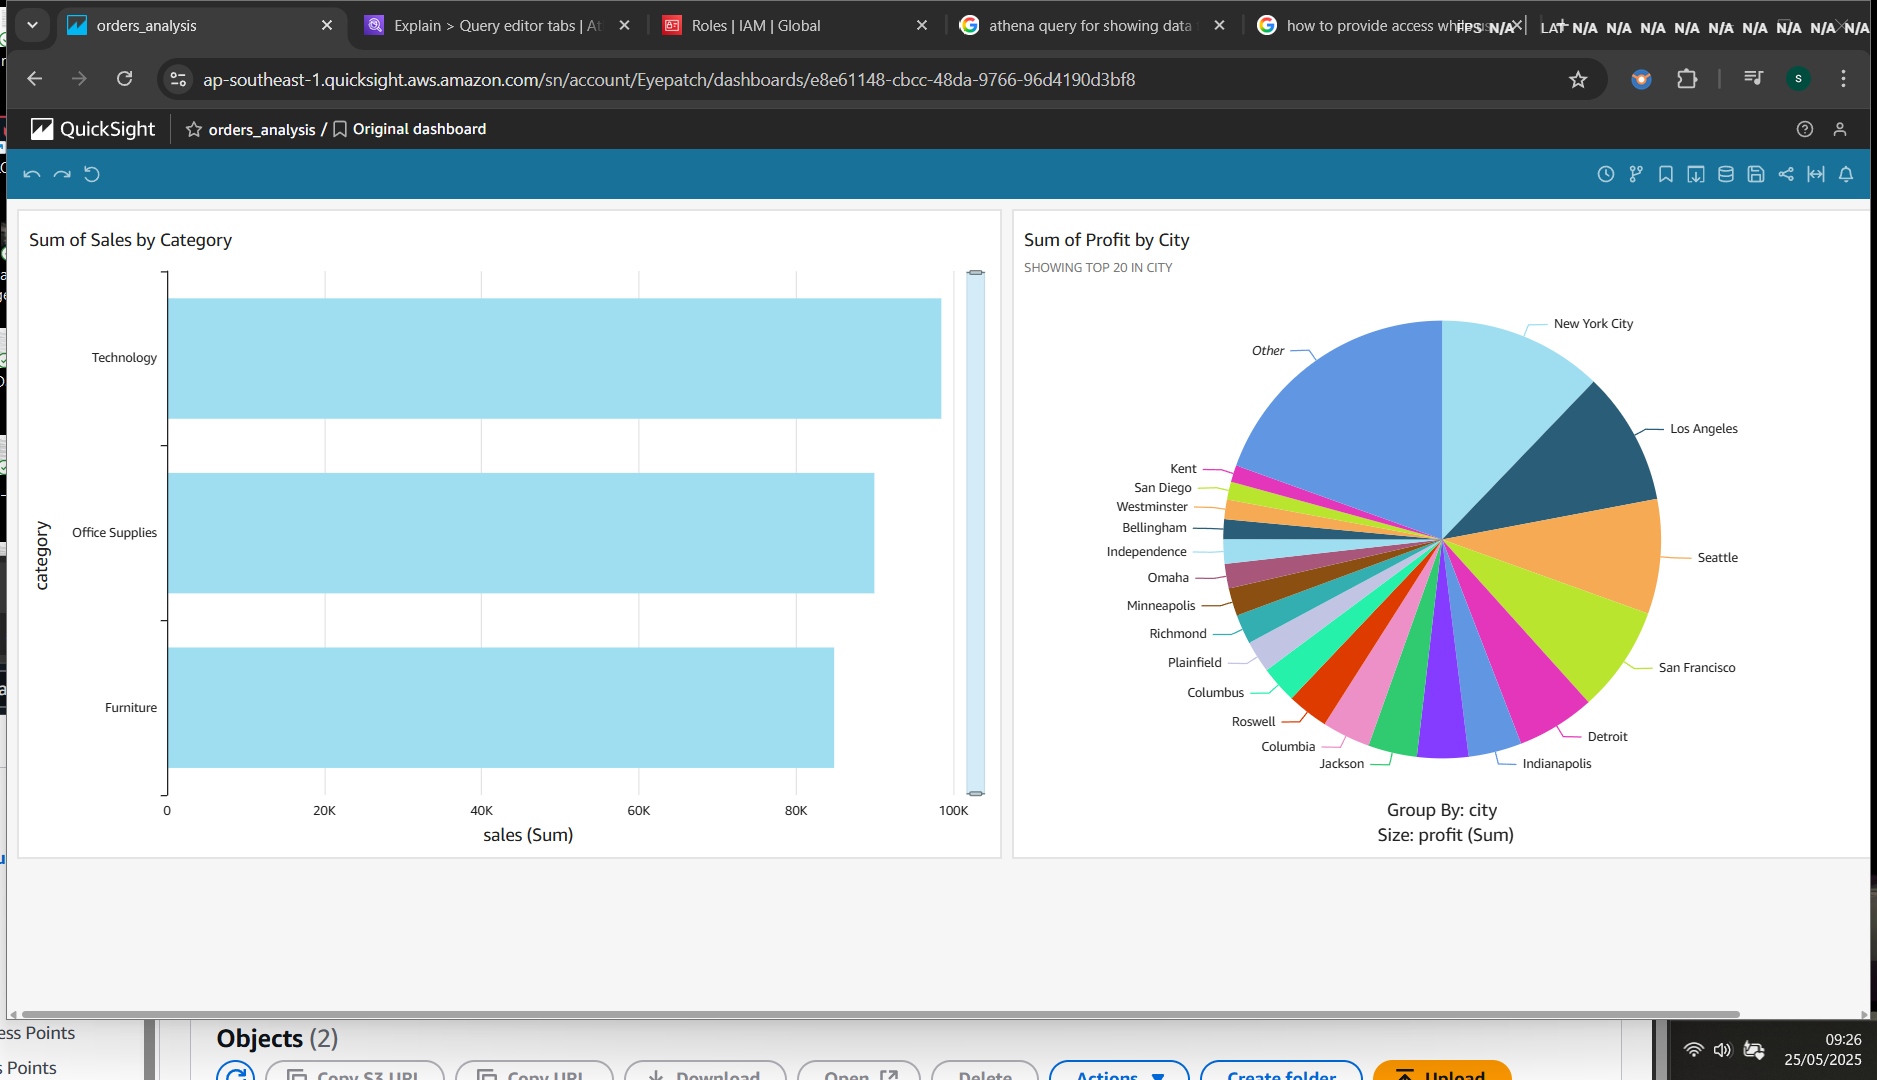 orders_analysis
Explain > Query editor tabs | At
Roles | IAM | Global
athena query for showing data
how to provide access while us
FPS N/A LAT N/A N/A N/A N/A N/A N/A N/A N/A N/A
ap-southeast-1.quicksight.aws.amazon.com/sn/account/Eyepatch/dashboards/e8e61148-cbcc-48da-9766-96d4190d3bf8
S
QuickSight
orders_analysis / Original dashboard
Sum of Sales by Category
category
Technology
Office Supplies
Furniture
0 20K 40K 60K 80K 100K
sales (Sum)
Sum of Profit by City
SHOWING TOP 20 IN CITY
New York City
Other
Los Angeles
Kent
San Diego
Westminster
Bellingham
Independence
Seattle
Omaha
Minneapolis
Richmond
Plainfield
San Francisco
Columbus
Roswell
Detroit
Columbia
Jackson
Indianapolis
Group By: city
Size: profit (Sum)
ess Points
s Points
Objects (2)
Copy S3 URI
Copy URL
Download
Open
Delete
Actions
Create folder
Upload
09:26
25/05/2025